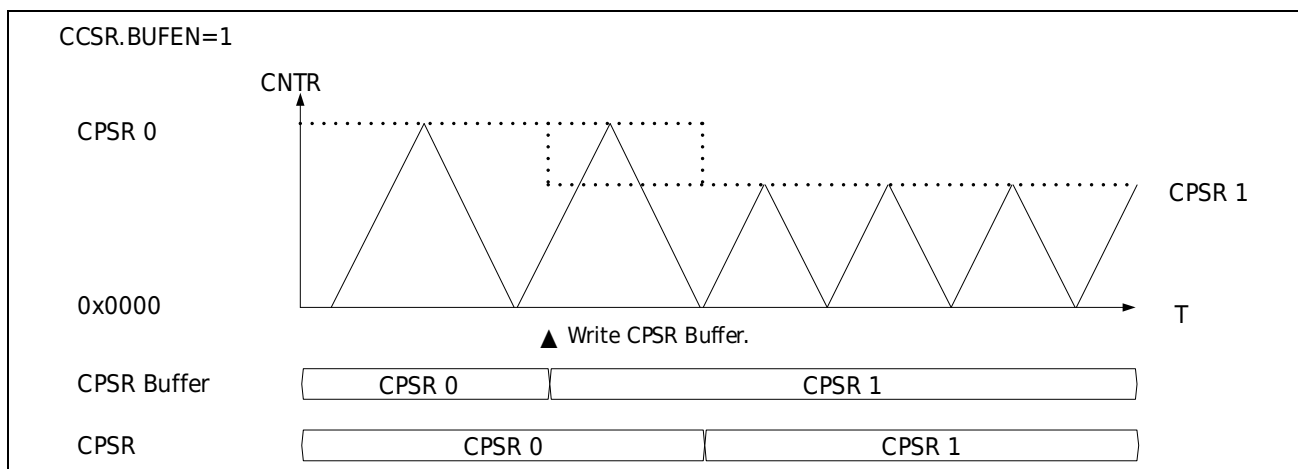 CCSR.BUFEN=1
CNTR
CPSR 0
CPSR 1
0x0000
T
▲ Write CPSR Buffer.
CPSR Buffer CPSR 0 CPSR 1
CPSR CPSR 0 CPSR 1